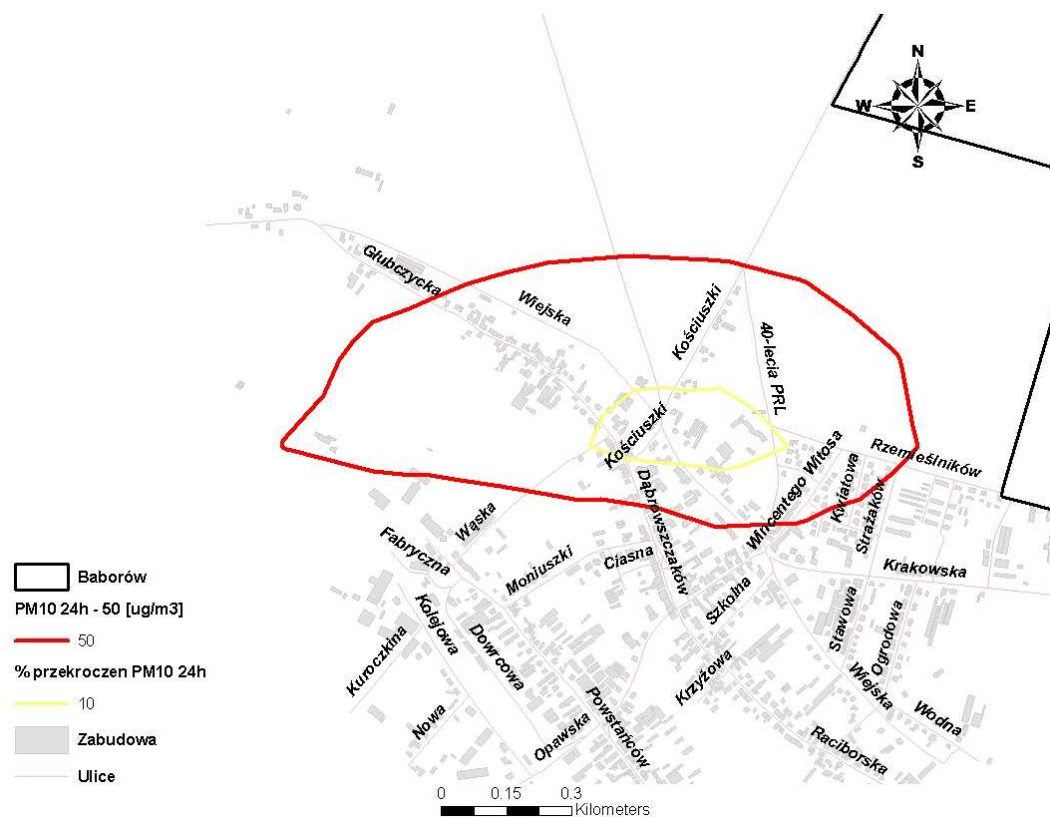 N
W E
S
Głubczycka
Wiejska
Kościuszki
40-lecia PRL
Kościuszki
Wincentego Witosa
Rzemieślników
Kwiatowa
Strażaków
Dąbrowszczaków
Wąska
Fabryczna
Moniuszki
Ciasna
Krakowska
Szkolna
Kolejowa
Dowrcowa
Stawowa
Ogrodowa
Kuroczkina
Krzyżowa
Wiejska
Wodna
Nowa
Opawska
Powstańców
Raciborska
Baborów
PM10 24h - 50 [ug/m3]
50
% przekroczen PM10 24h
10
Zabudowa
Ulice
0 0.15 0.3
Kilometers